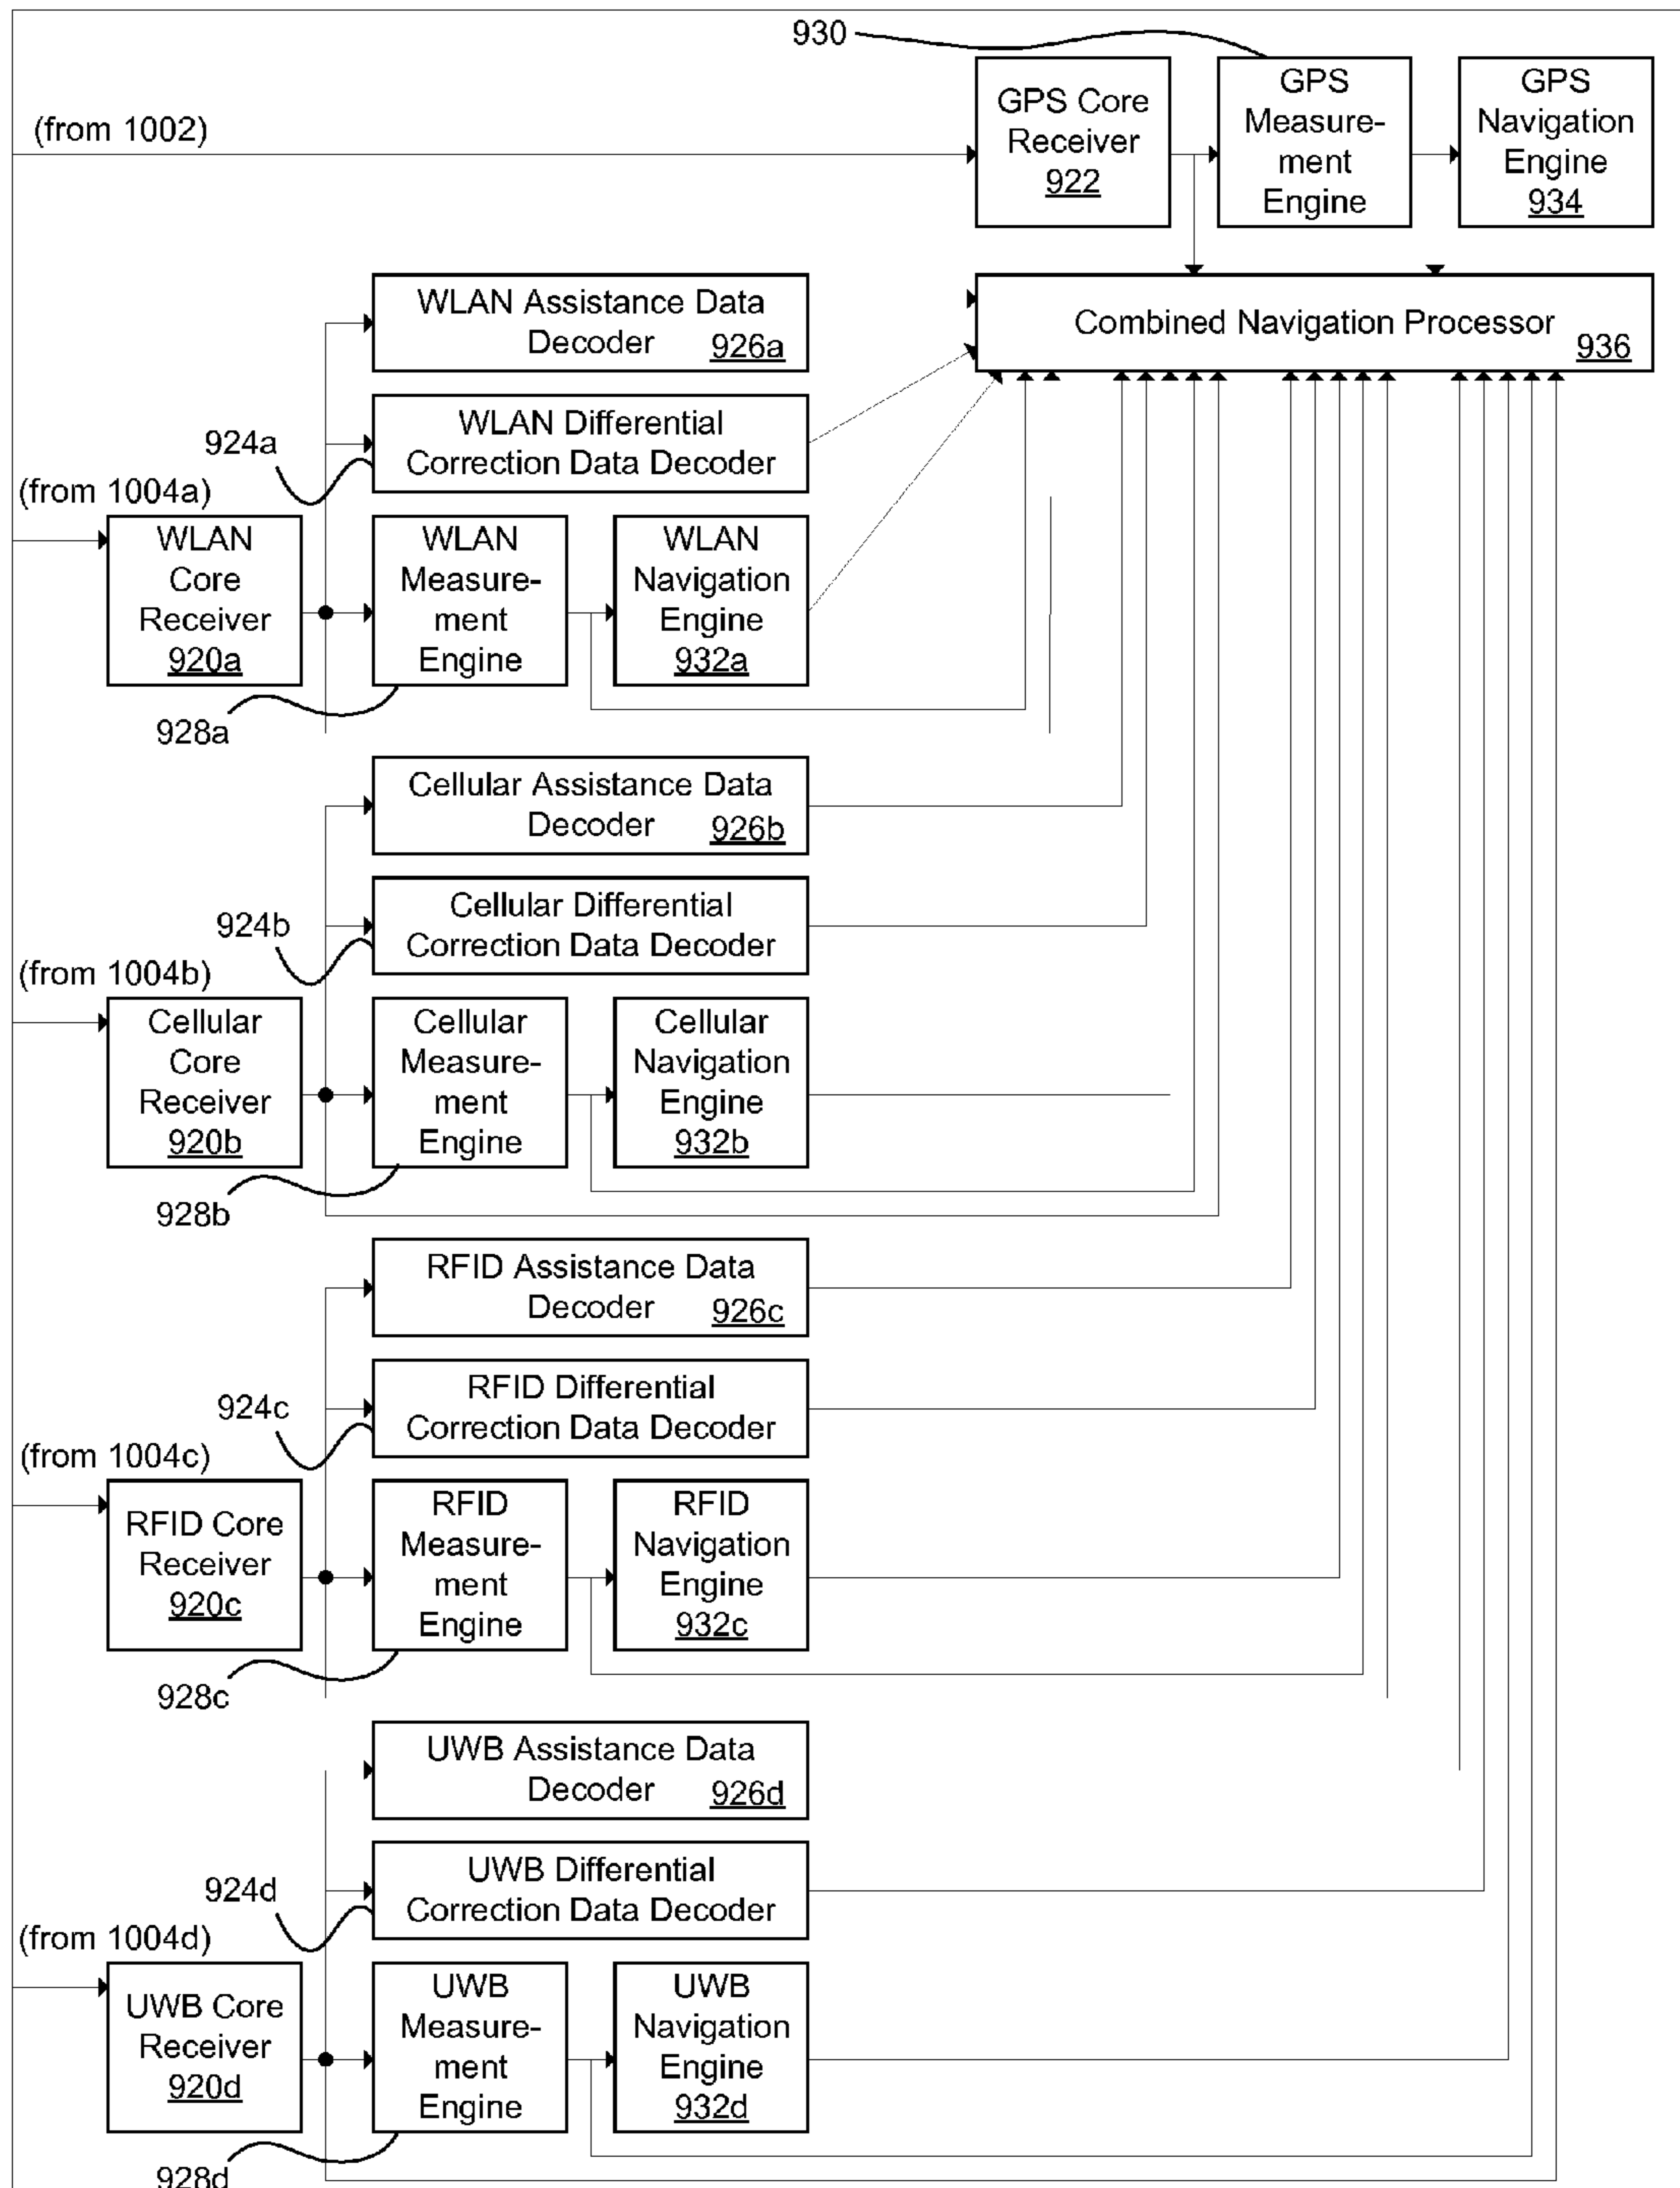 930
GPS Core
Receiver
922
GPS
Measure-
ment
Engine
GPS
Navigation
Engine
934
(from 1002)
WLAN Assistance Data
Decoder 926a
Combined Navigation Processor
936
924a
WLAN Differential
Correction Data Decoder
(from 1004a)
WLAN
Core
Receiver
920a
WLAN
Measure-
ment
Engine
WLAN
Navigation
Engine
932a
928a
Cellular Assistance Data
Decoder 926b
924b
Cellular Differential
Correction Data Decoder
(from 1004b)
Cellular
Core
Receiver
920b
Cellular
Measure-
ment
Engine
Cellular
Navigation
Engine
932b
928b
RFID Assistance Data
Decoder 926c
924c
RFID Differential
Correction Data Decoder
(from 1004c)
RFID Core
Receiver
920c
RFID
Measure-
ment
Engine
RFID
Navigation
Engine
932c
928c
UWB Assistance Data
Decoder 926d
924d
UWB Differential
Correction Data Decoder
(from 1004d)
UWB Core
Receiver
920d
UWB
Measure-
ment
Engine
UWB
Navigation
Engine
932d
928d